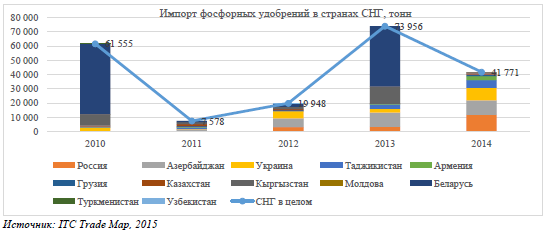 Импорт фосфорных удобрений в странах СНГ, тонн
80 000
70 000
60 000
50 000
40 000
30 000
20 000
10 000
0
61 555
578
19 948
73 956
41 771
2010 2011 2012 2013 2014
Россия Азербайджан Украина Таджикистан Армения
Грузия Казахстан Кыргызстан Молдова Беларусь
Туркменистан Узбекистан СНГ в целом
Источник: ITC Trade Map, 2015